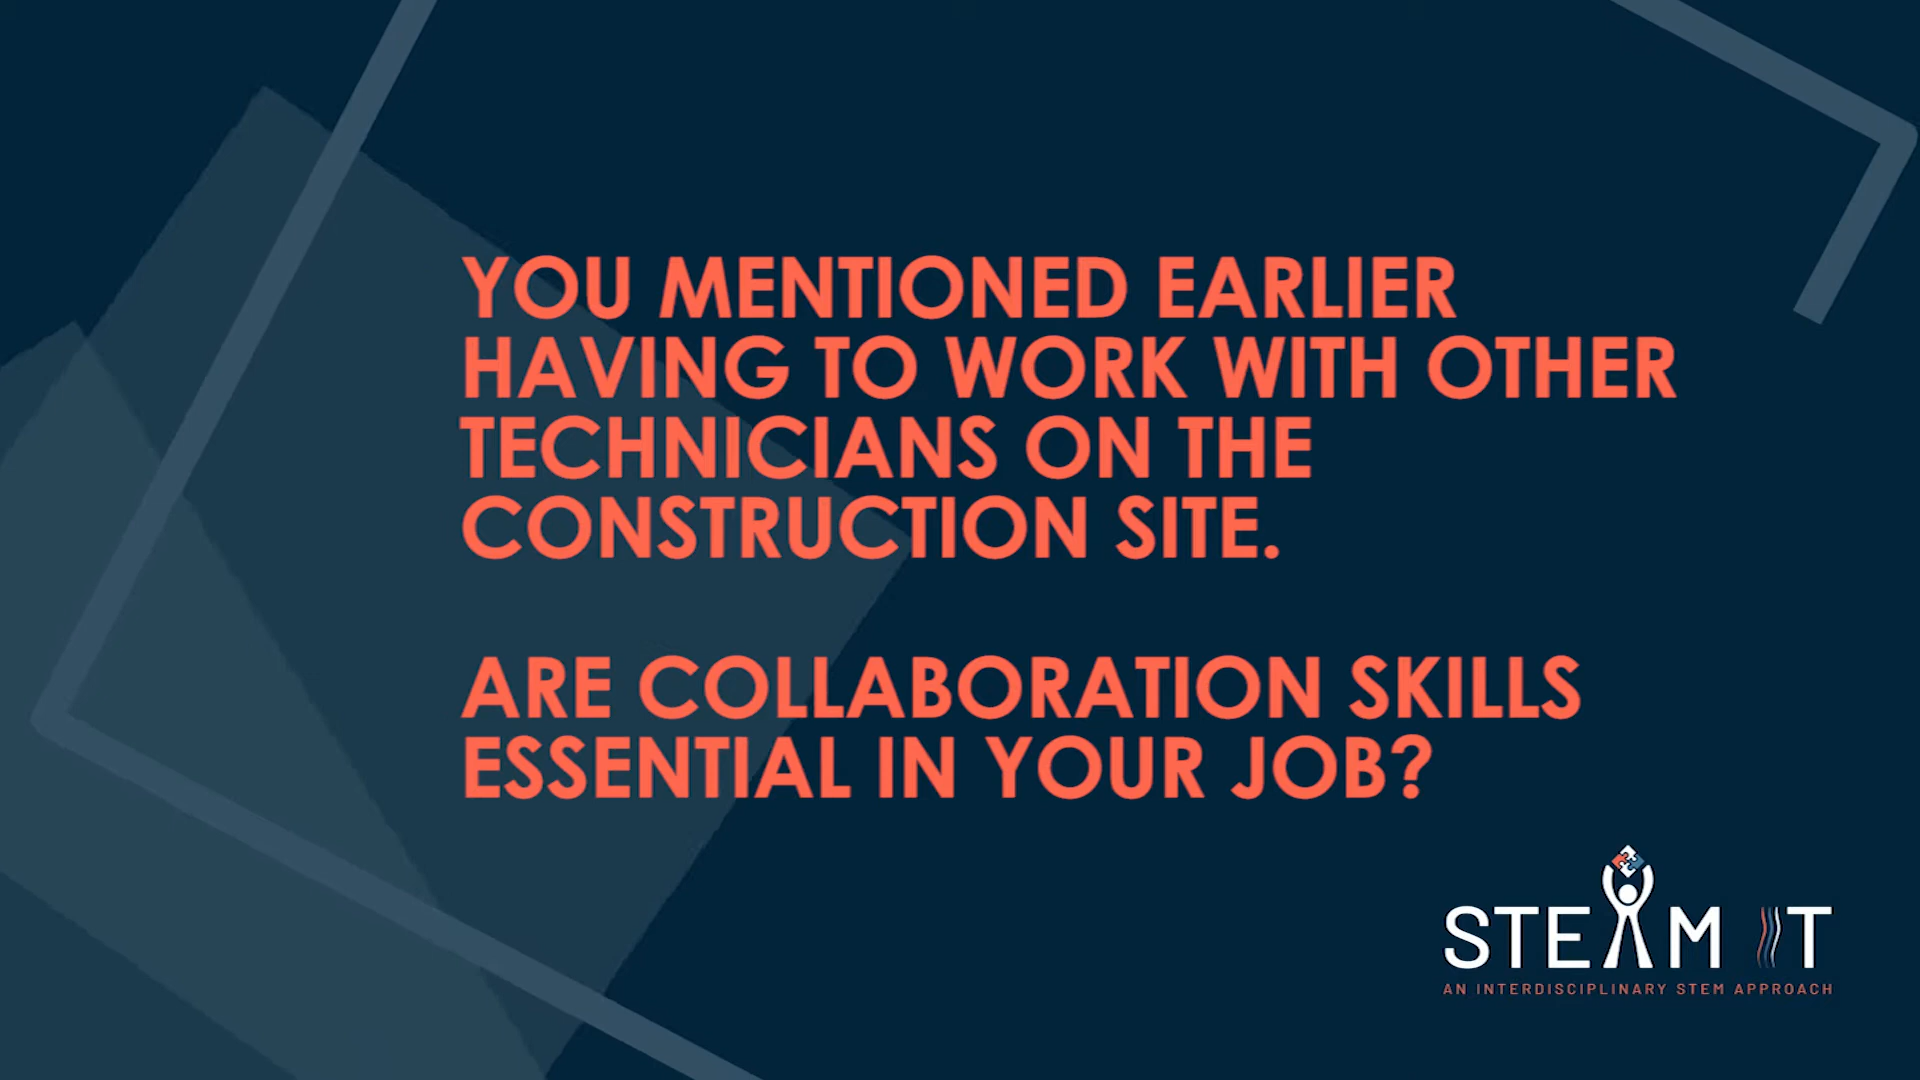 YOU MENTIONED EARLIER
HAVING TO WORK WITH OTHER
TECHNICIANS ON THE
CONSTRUCTION SITE.
ARE COLLABORATION SKILLS
ESSENTIAL IN YOUR JOB?
STEAM IT
AN INTERDISCIPLINARY STEM APPROACH